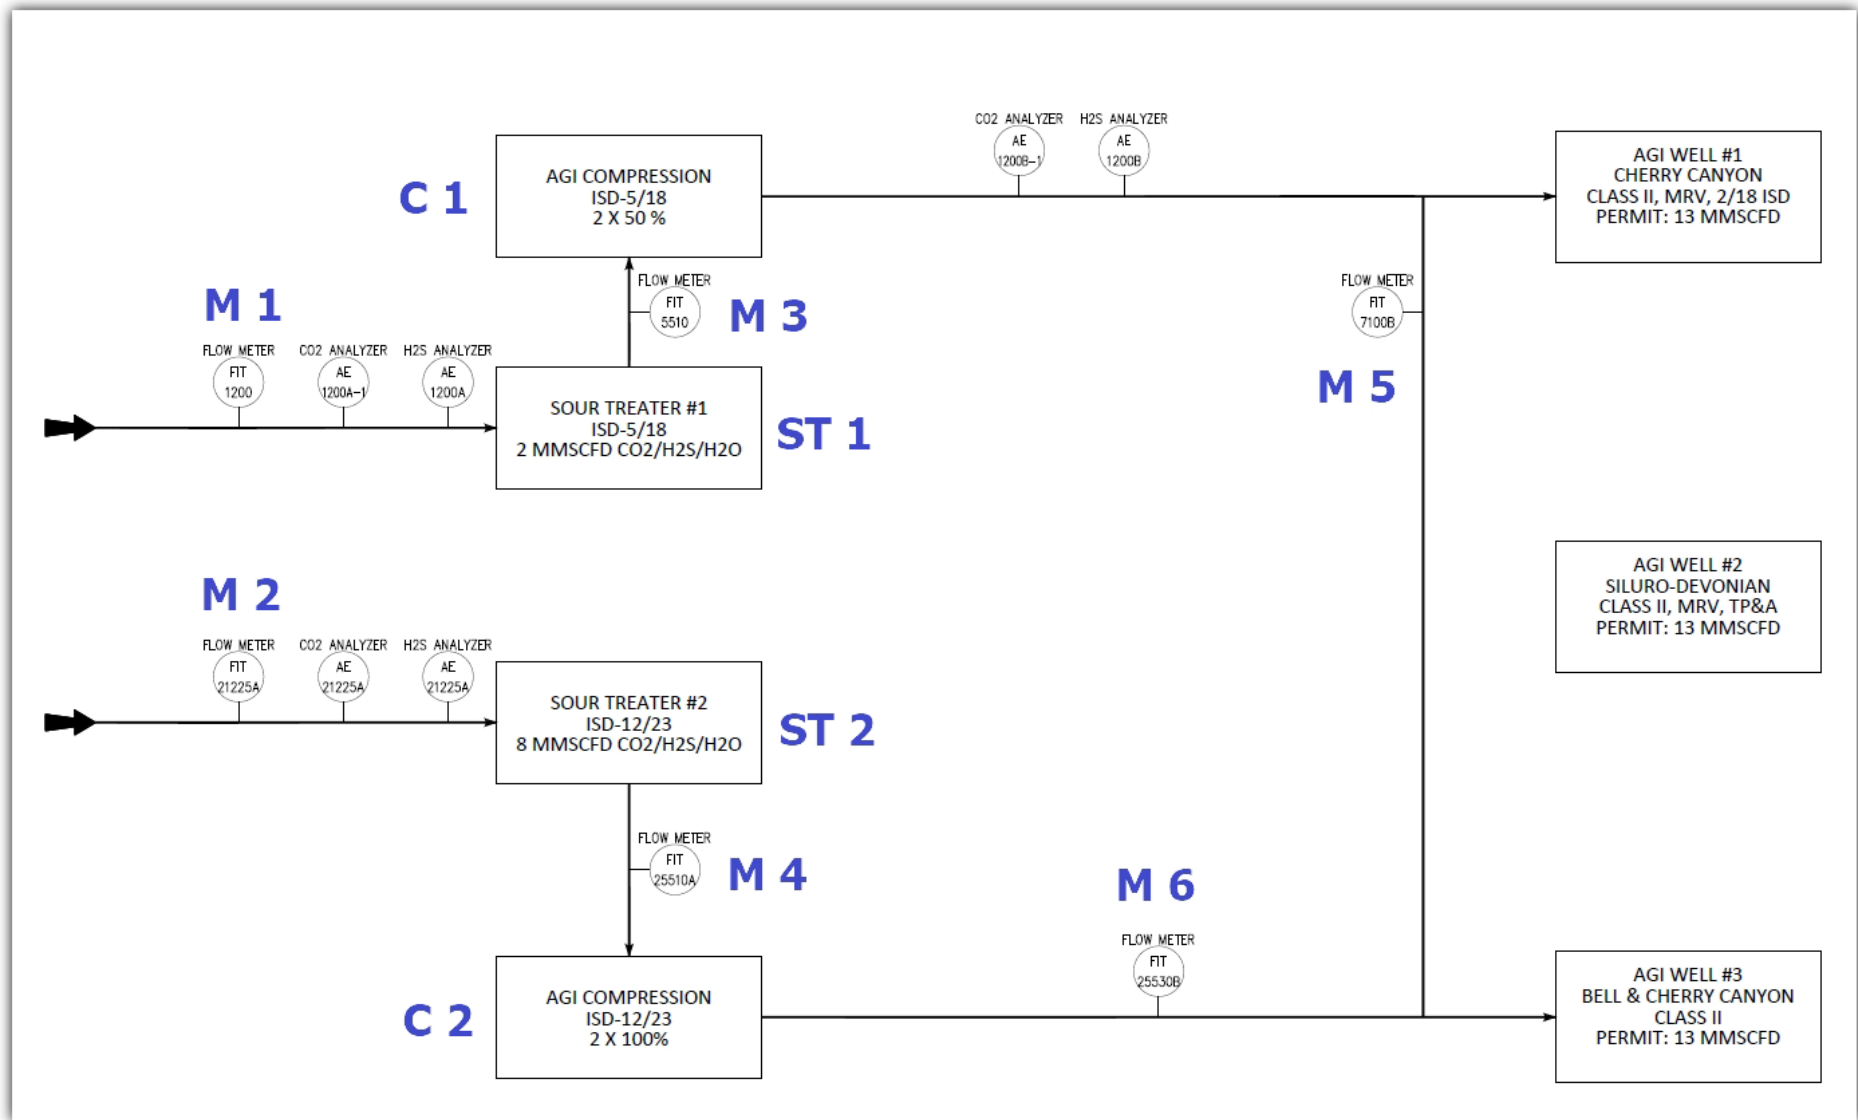 CO2 ANALYZER
AE
1200B-1
H2S ANALYZER
AE
1200B
C 1
AGI COMPRESSION
ISD-5/18
2 X 50 %
AGI WELL #1
CHERRY CANYON
CLASS II, MRV, 2/18 ISD
PERMIT: 13 MMSCFD
M 1
FLOW METER
FIT
5510
M 3
FLOW METER
FIT
7100B
M 5
FLOW METER
FIT
1200
CO2 ANALYZER
AE
1200A-1
H2S ANALYZER
AE
1200A
SOUR TREATER #1
ISD-5/18
2 MMSCFD CO2/H2S/H2O
ST 1
AGI WELL #2
SILURO-DEVONIAN
CLASS II, MRV, TP&A
PERMIT: 13 MMSCFD
M 2
FLOW METER
FIT
21225A
CO2 ANALYZER
AE
21225A
H2S ANALYZER
AE
21225A
SOUR TREATER #2
ISD-12/23
8 MMSCFD CO2/H2S/H2O
ST 2
FLOW METER
FIT
25510A
M 4
M 6
FLOW METER
FIT
25530B
C 2
AGI COMPRESSION
ISD-12/23
2 X 100%
AGI WELL #3
BELL & CHERRY CANYON
CLASS II
PERMIT: 13 MMSCFD